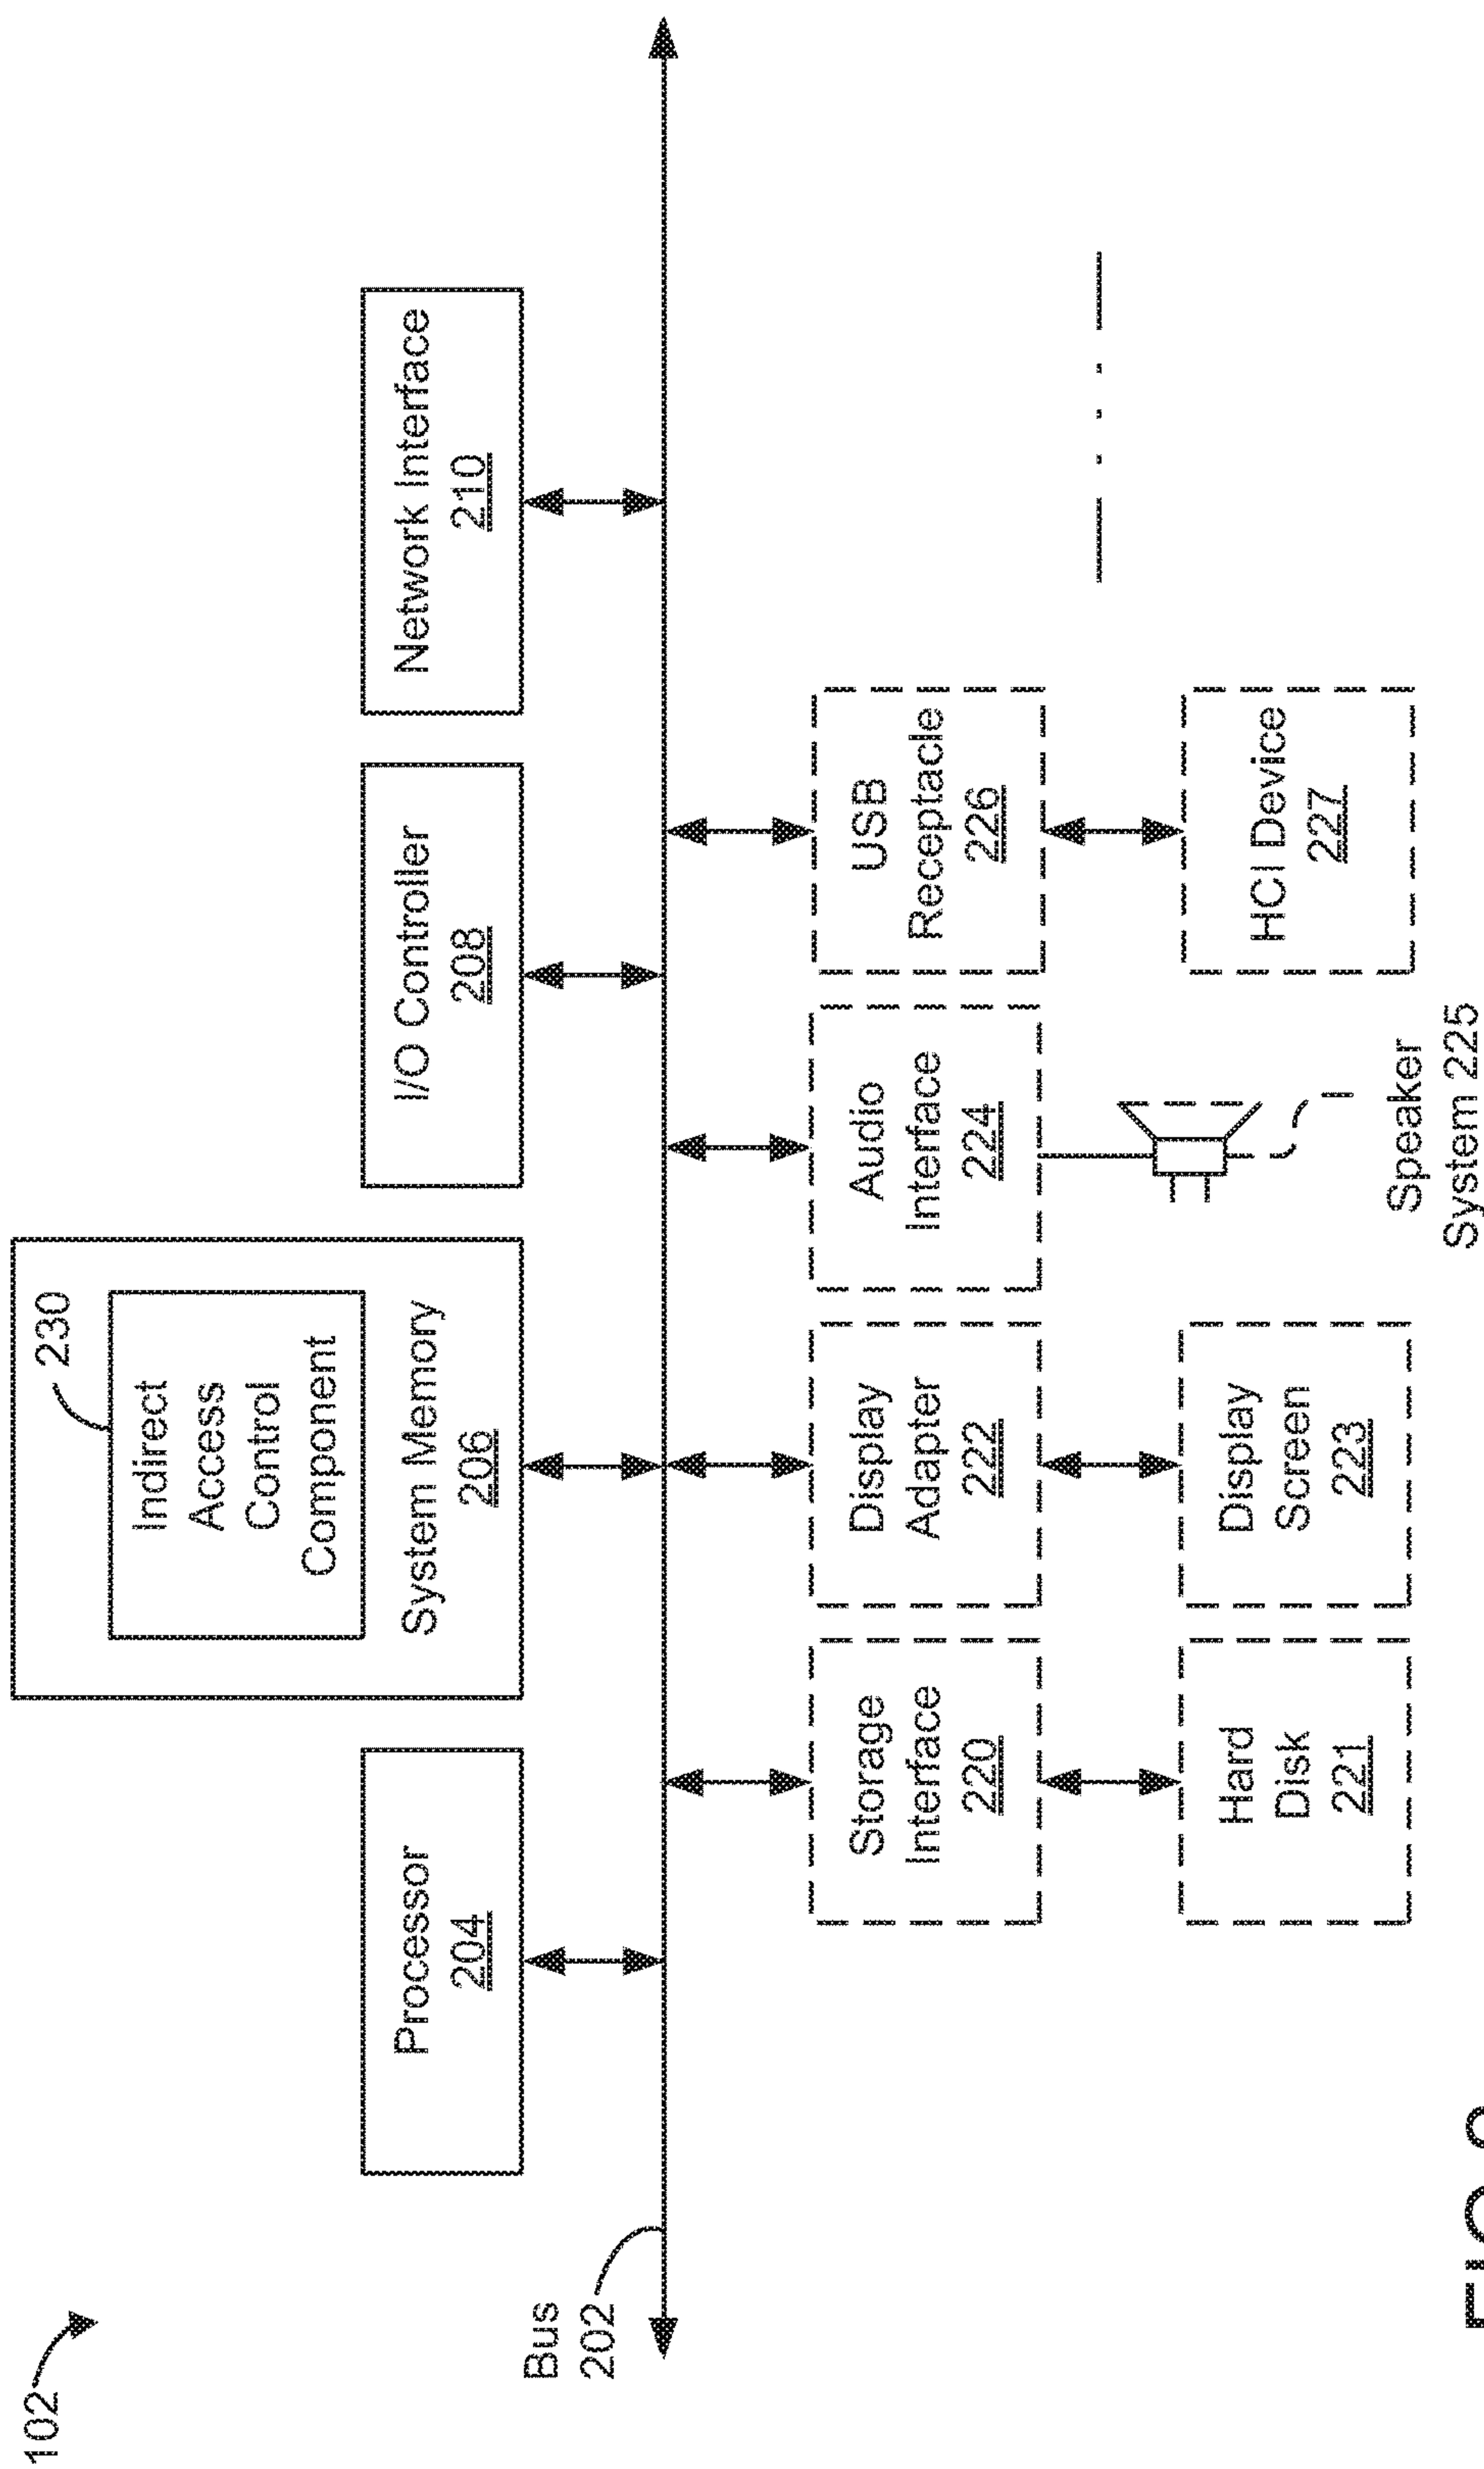 102
230
Indirect
Access
Control
Component
System Memory
206
Processor
204
I/O Controller
208
Network Interface
210
Bus
202
Storage
Interface
220
Display
Adapter
222
Audio
Interface
224
USB
Receptacle
226
Hard
Disk
221
Display
Screen
223
Speaker
System 225
HCI Device
227